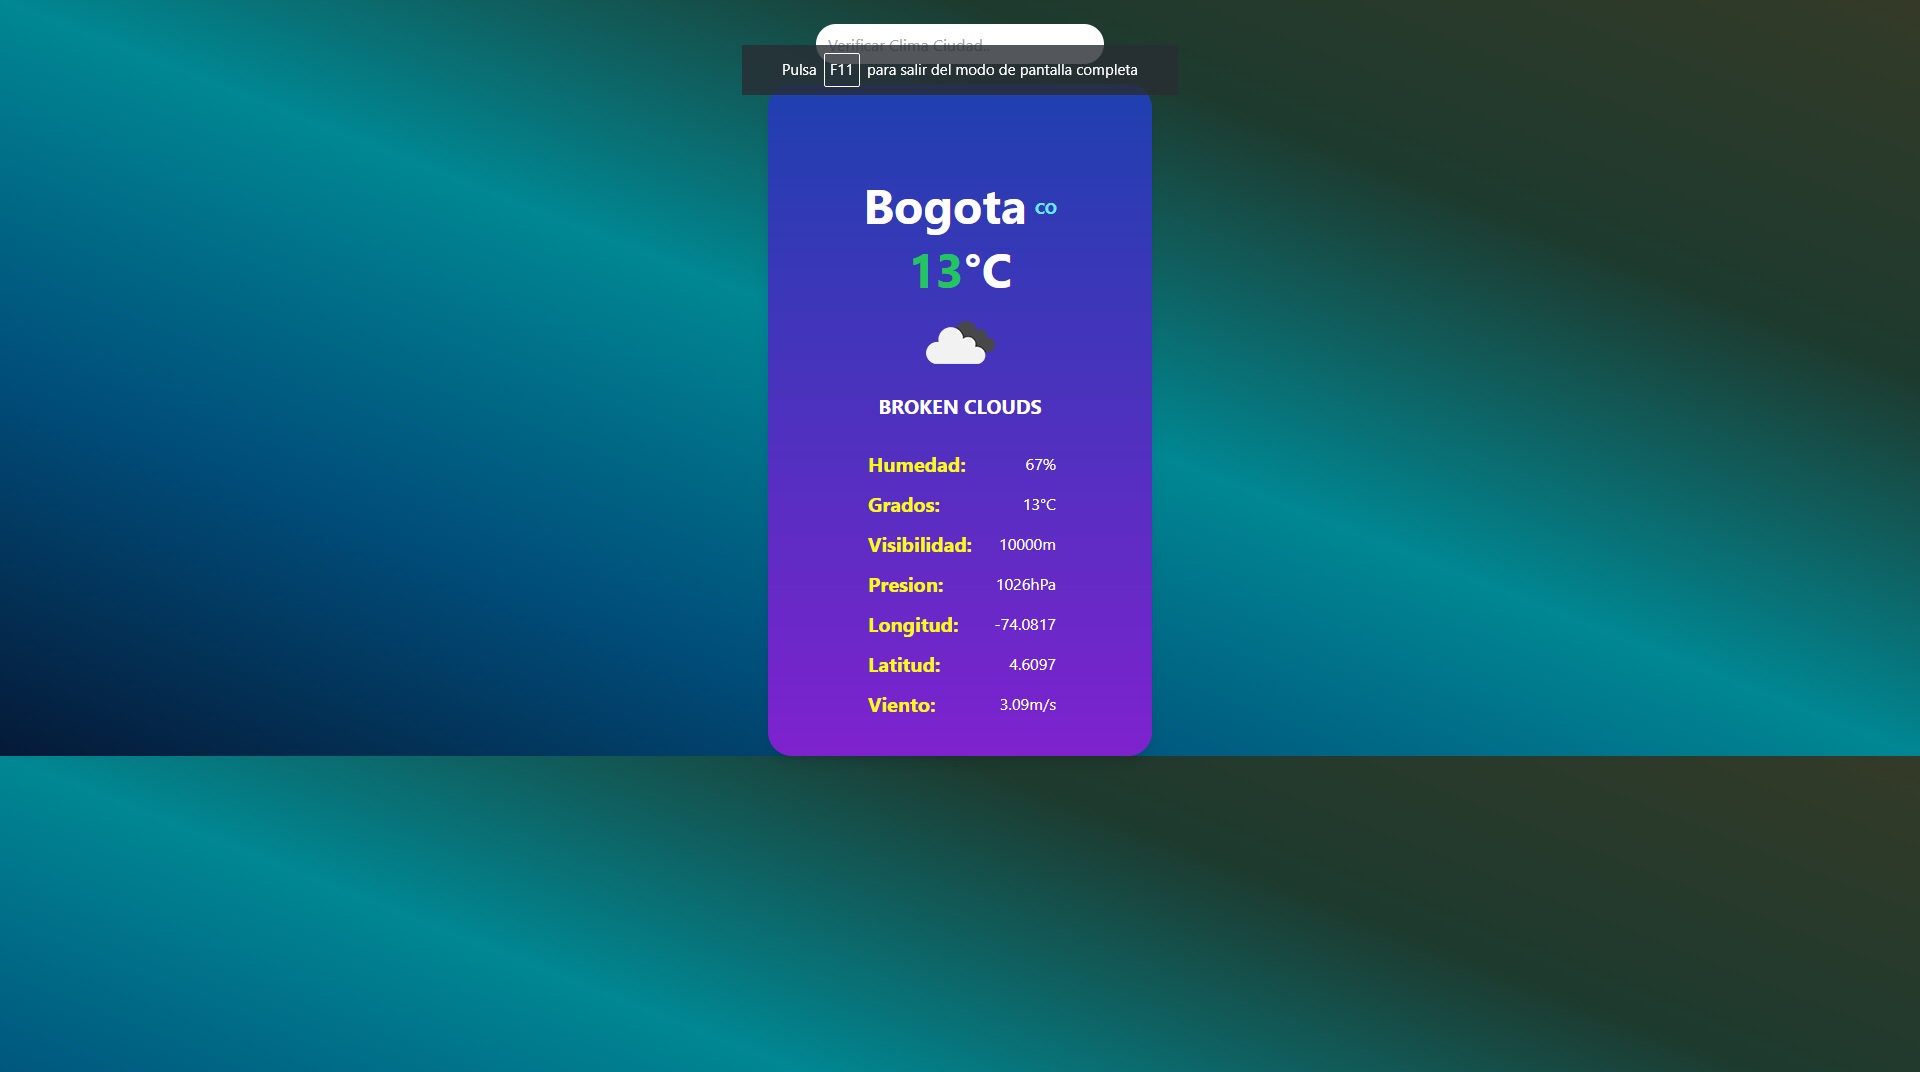 Verificar Clima Ciudad..
Pulsa F11 para salir del modo de pantalla completa
Bogota CO
13°C
BROKEN CLOUDS
Humedad: 67%
Grados: 13°C
Visibilidad: 10000m
Presion: 1026hPa
Longitud: -74.0817
Latitud: 4.6097
Viento: 3.09m/s